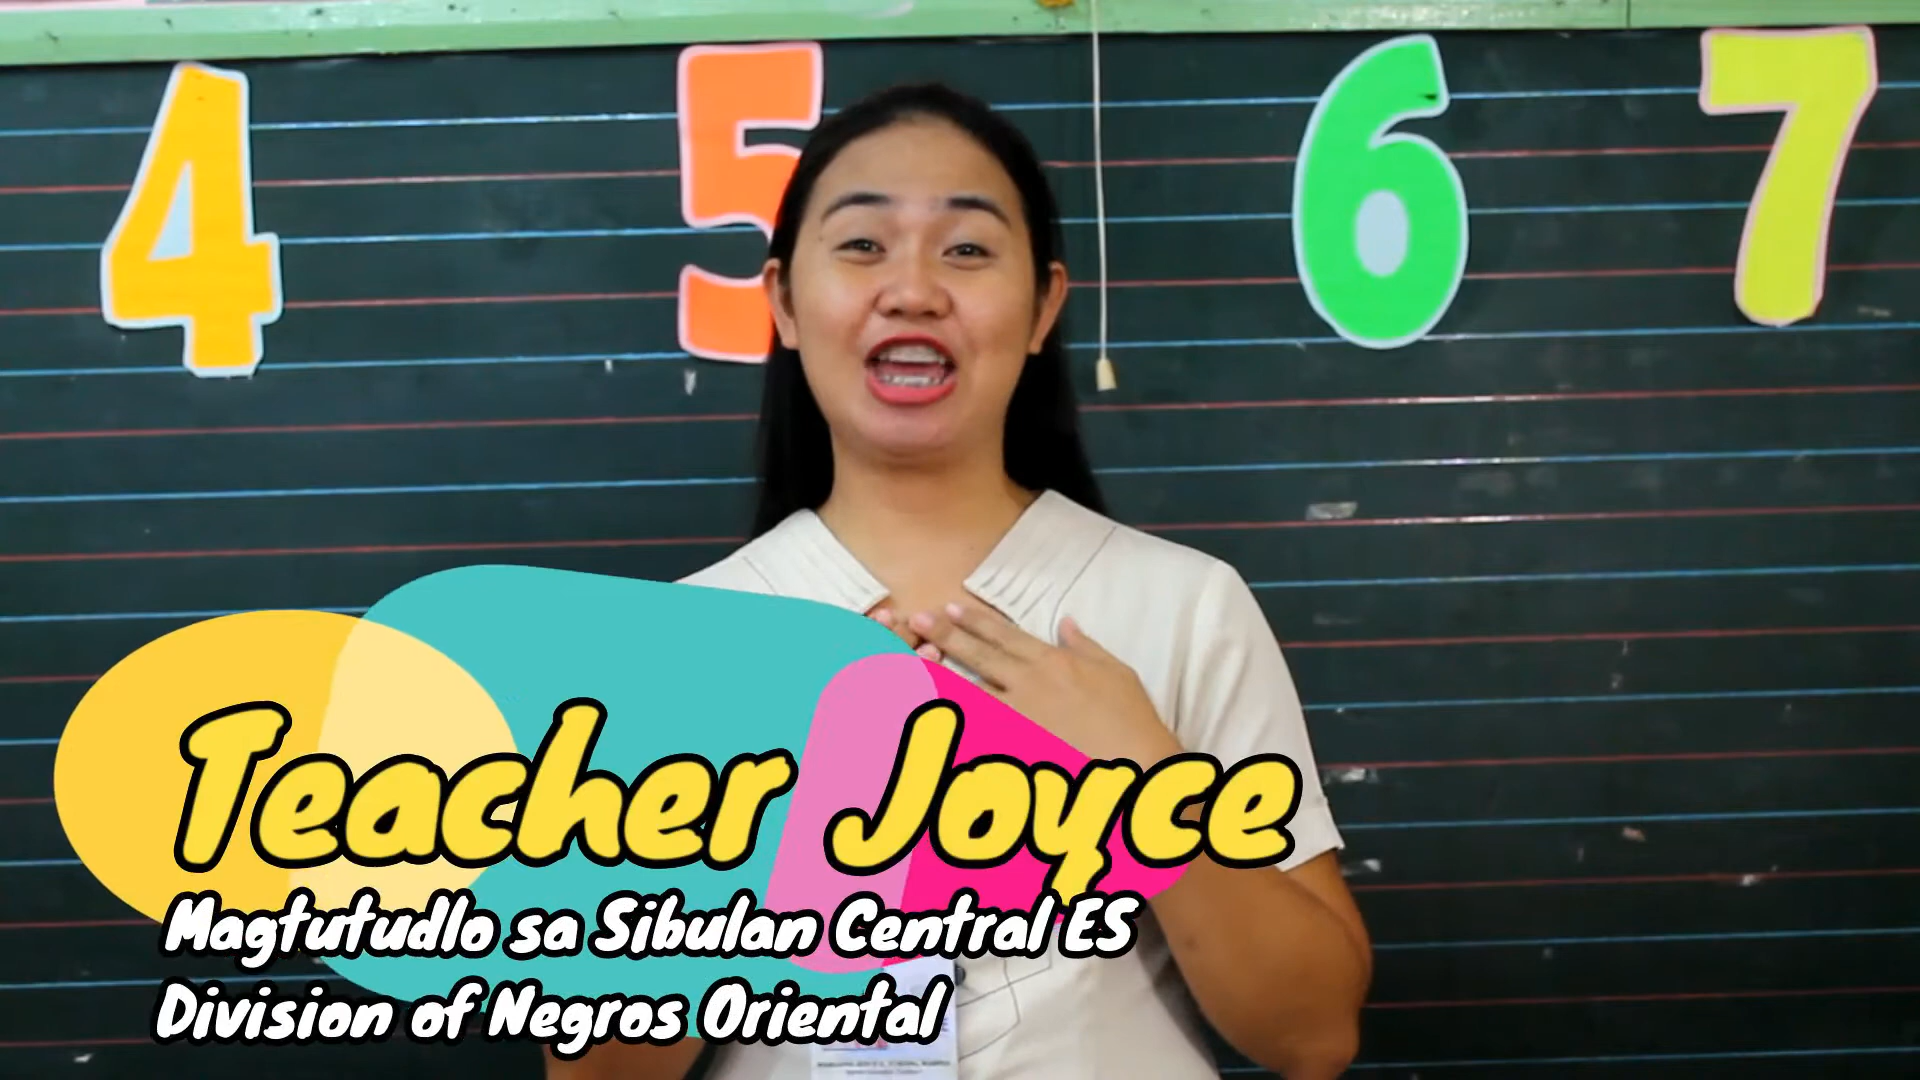 4 5 6 7
Teacher Joyce
Magtutudlo sa Sibulan Central ES
Division of Negros Oriental